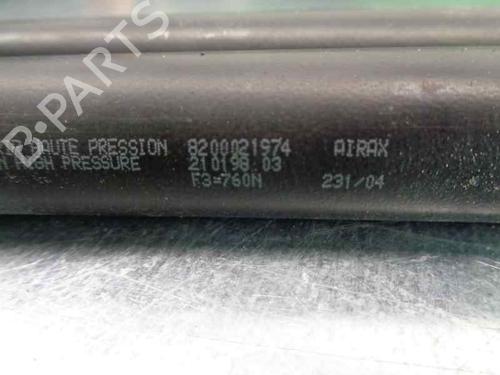 HAUTE PRESSION 8200021974 AIRAX
HIGH PRESSURE 210198.03
F3=760N 231/04
B-PARTS